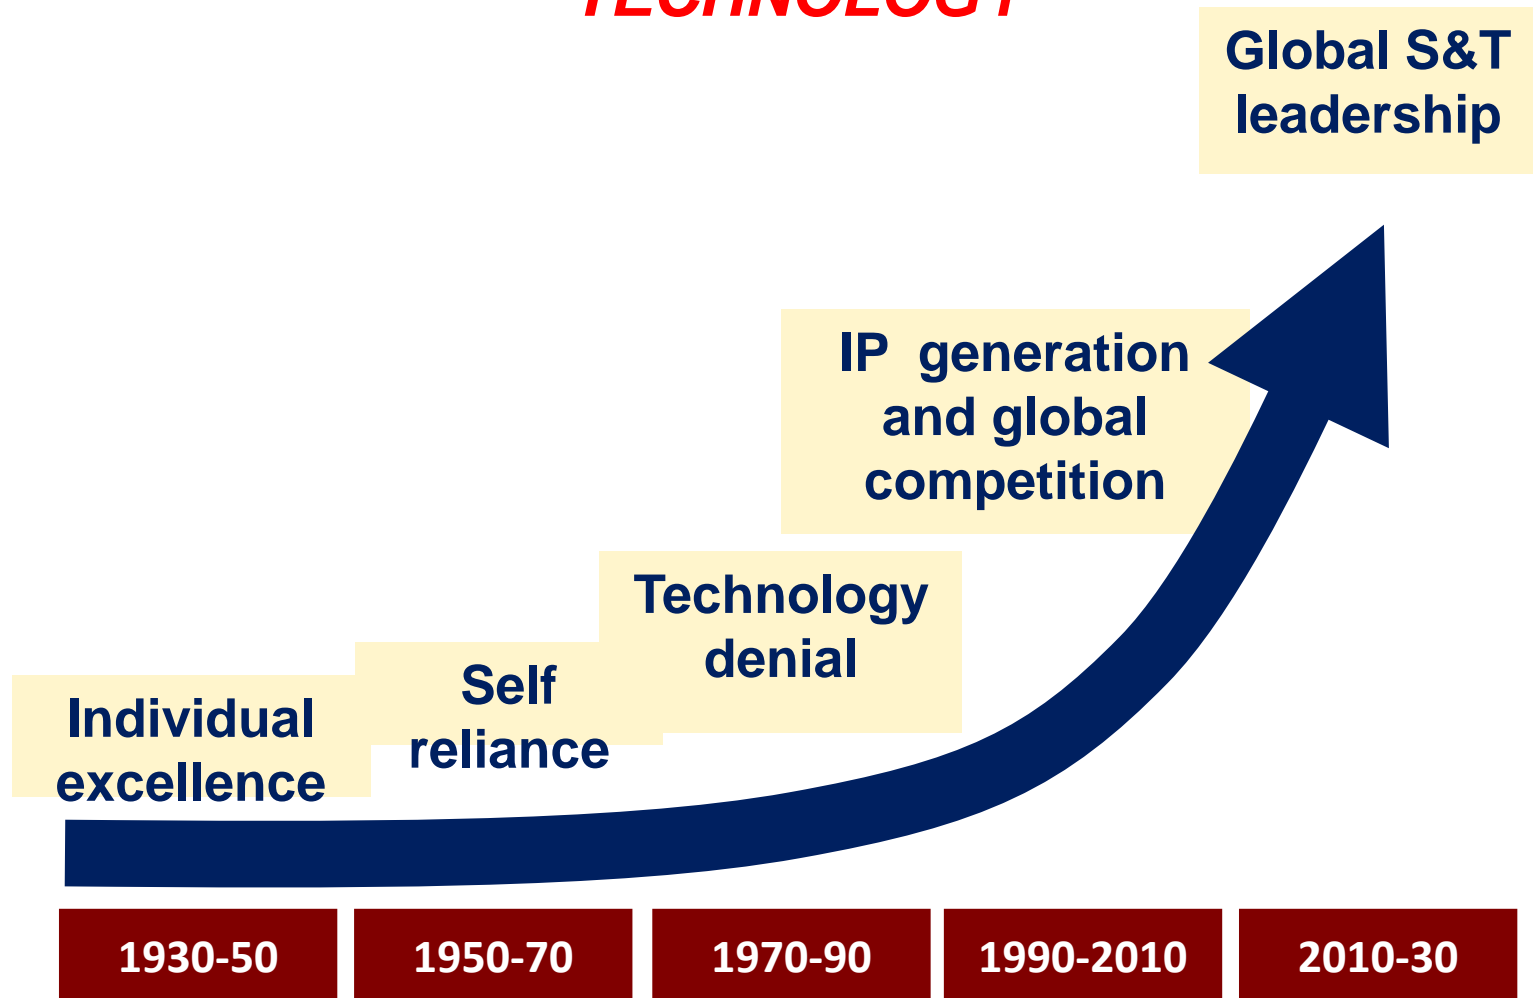 TECHNOLOGY
Global S&T
leadership
IP generation
and global
competition
Technology
denial
Self
reliance
Individual
excellence
1930-50
1950-70
1970-90
1990-2010
2010-30